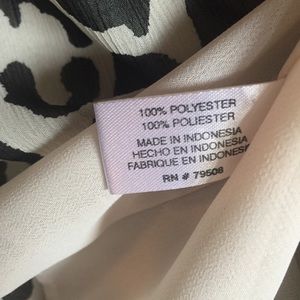 100% POLYESTER
100% POLIESTER
MADE IN INDONESIA
HECHO EN INDONESIA
FABRIQUE EN INDONESIE
RN # 79508